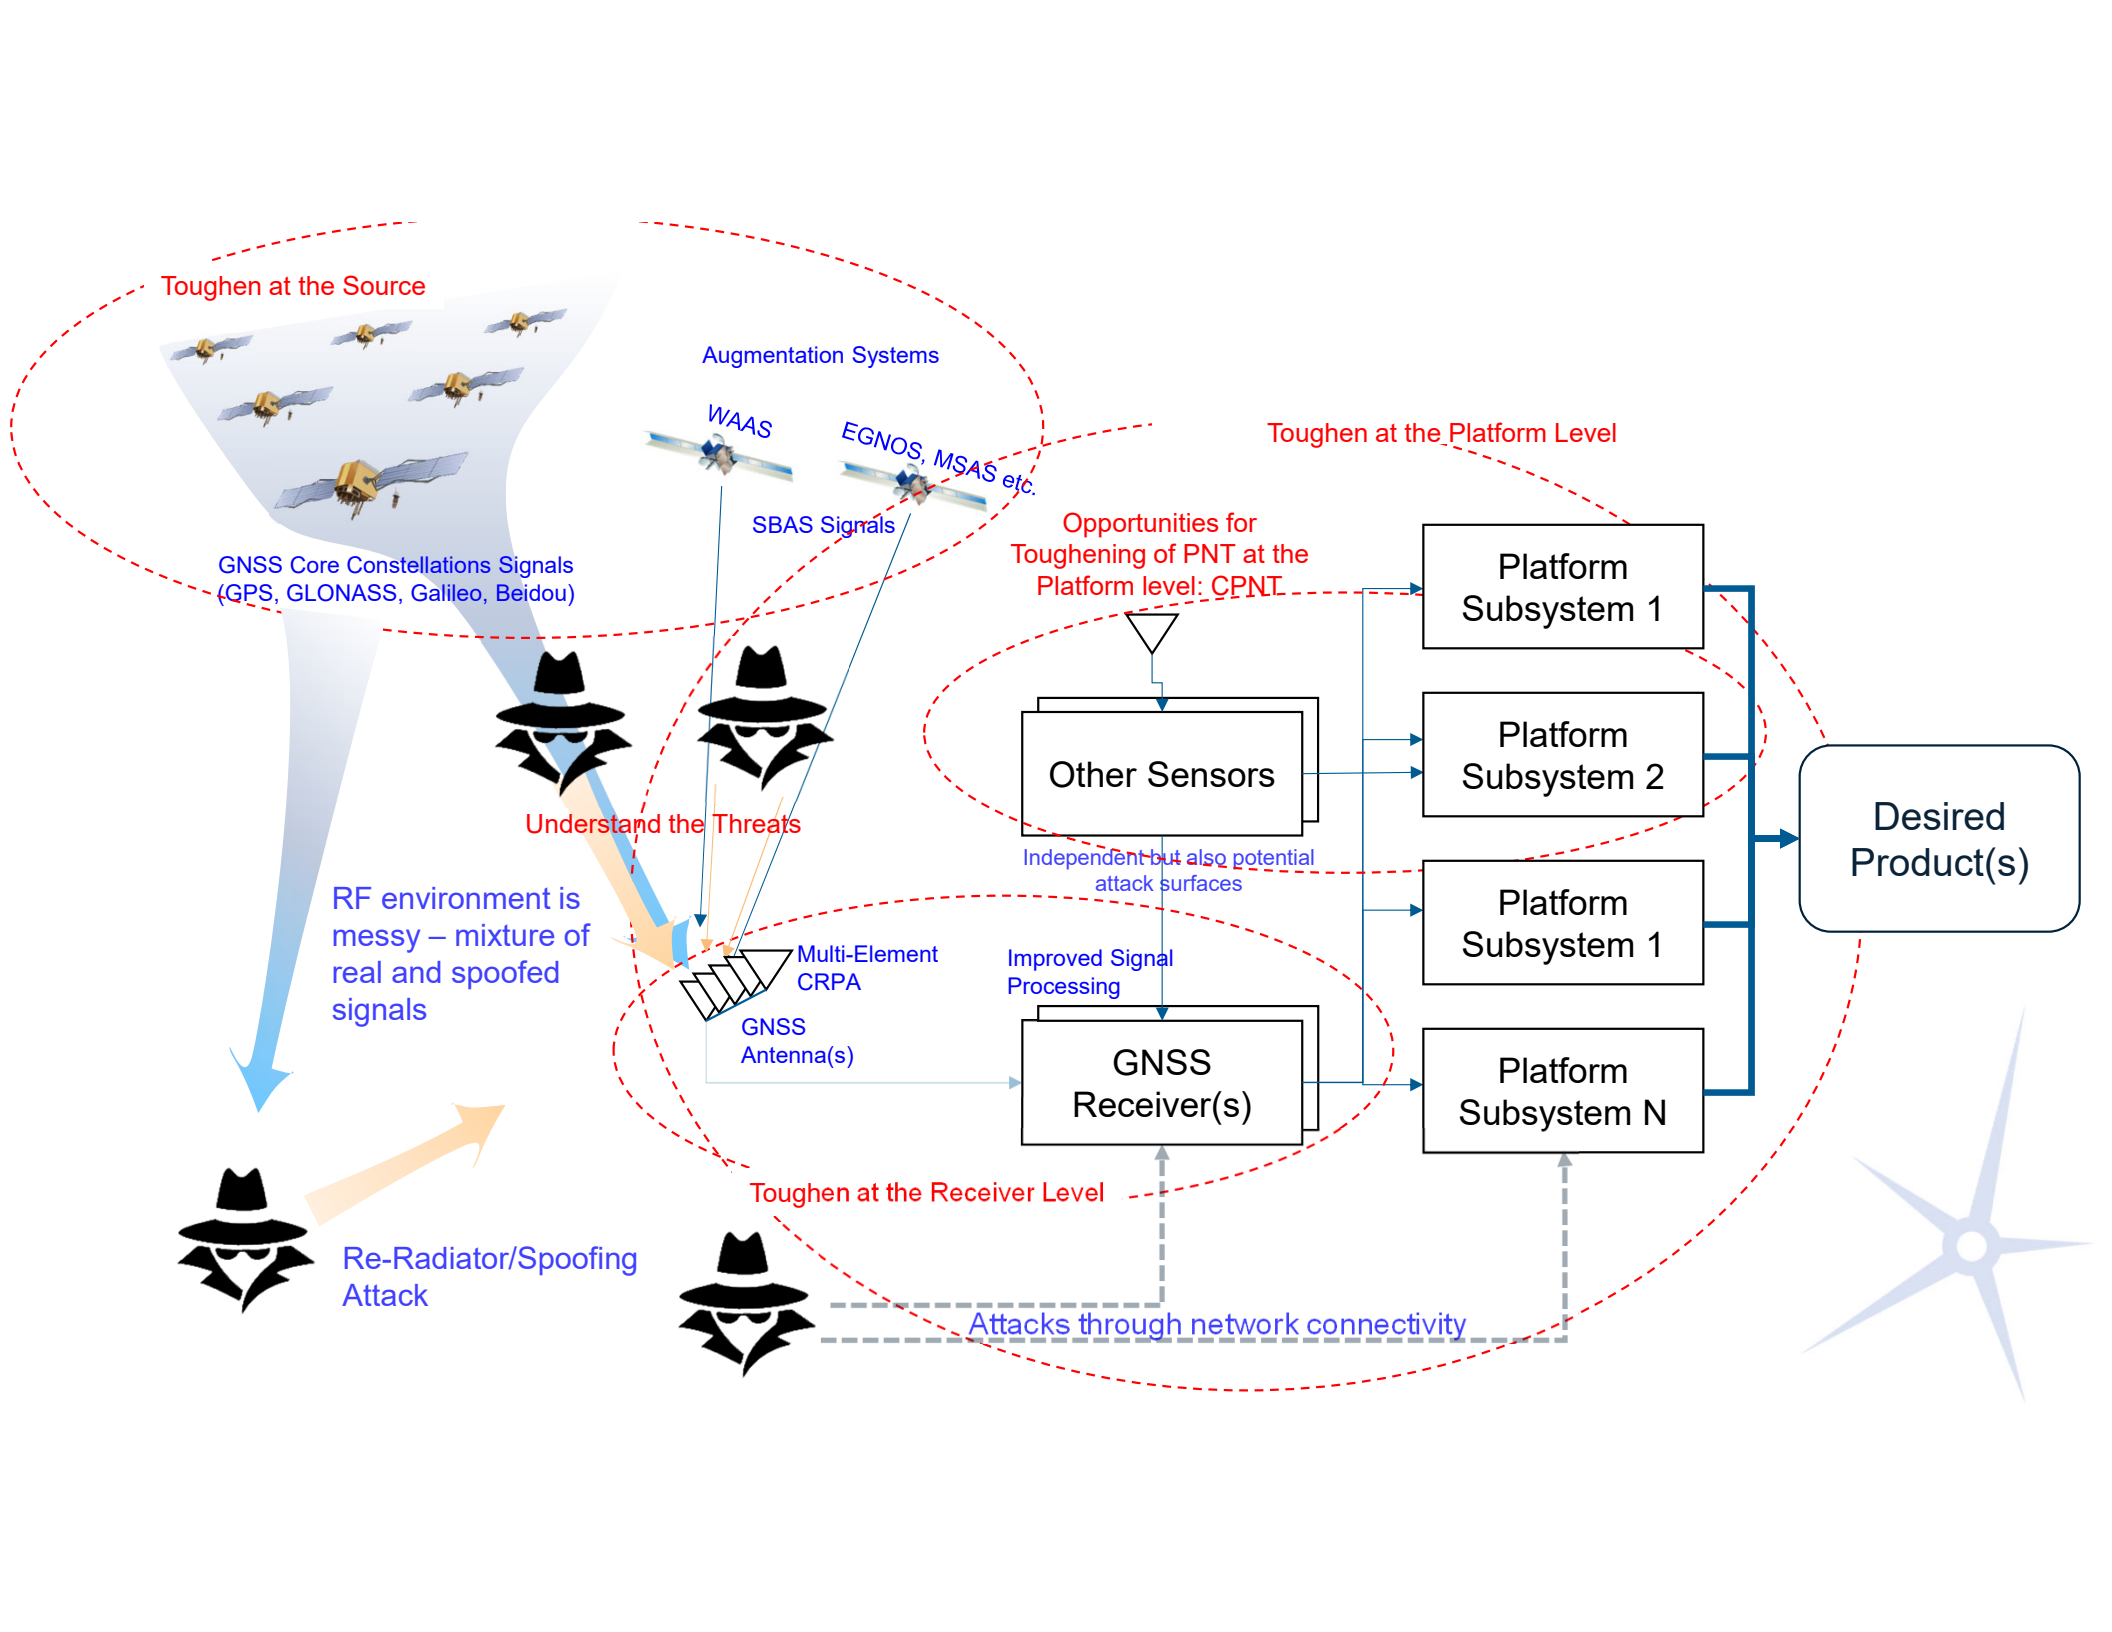 Toughen at the Source
Augmentation Systems
WAAS
EGNOS, MSAS etc.
SBAS Signals
GNSS Core Constellations Signals
(GPS, GLONASS, Galileo, Beidou)
Toughen at the Platform Level
Opportunities for
Toughening of PNT at the
Platform level: CPNT
Platform
Subsystem 1
Other Sensors
Platform
Subsystem 2
Desired
Product(s)
Understand the Threats
Independent but also potential
attack surfaces
RF environment is
messy – mixture of
real and spoofed
signals
Multi-Element
CRPA
GNSS
Antenna(s)
Improved Signal
Processing
Platform
Subsystem 1
GNSS
Receiver(s)
Platform
Subsystem N
Toughen at the Receiver Level
Re-Radiator/Spoofing
Attack
Attacks through network connectivity